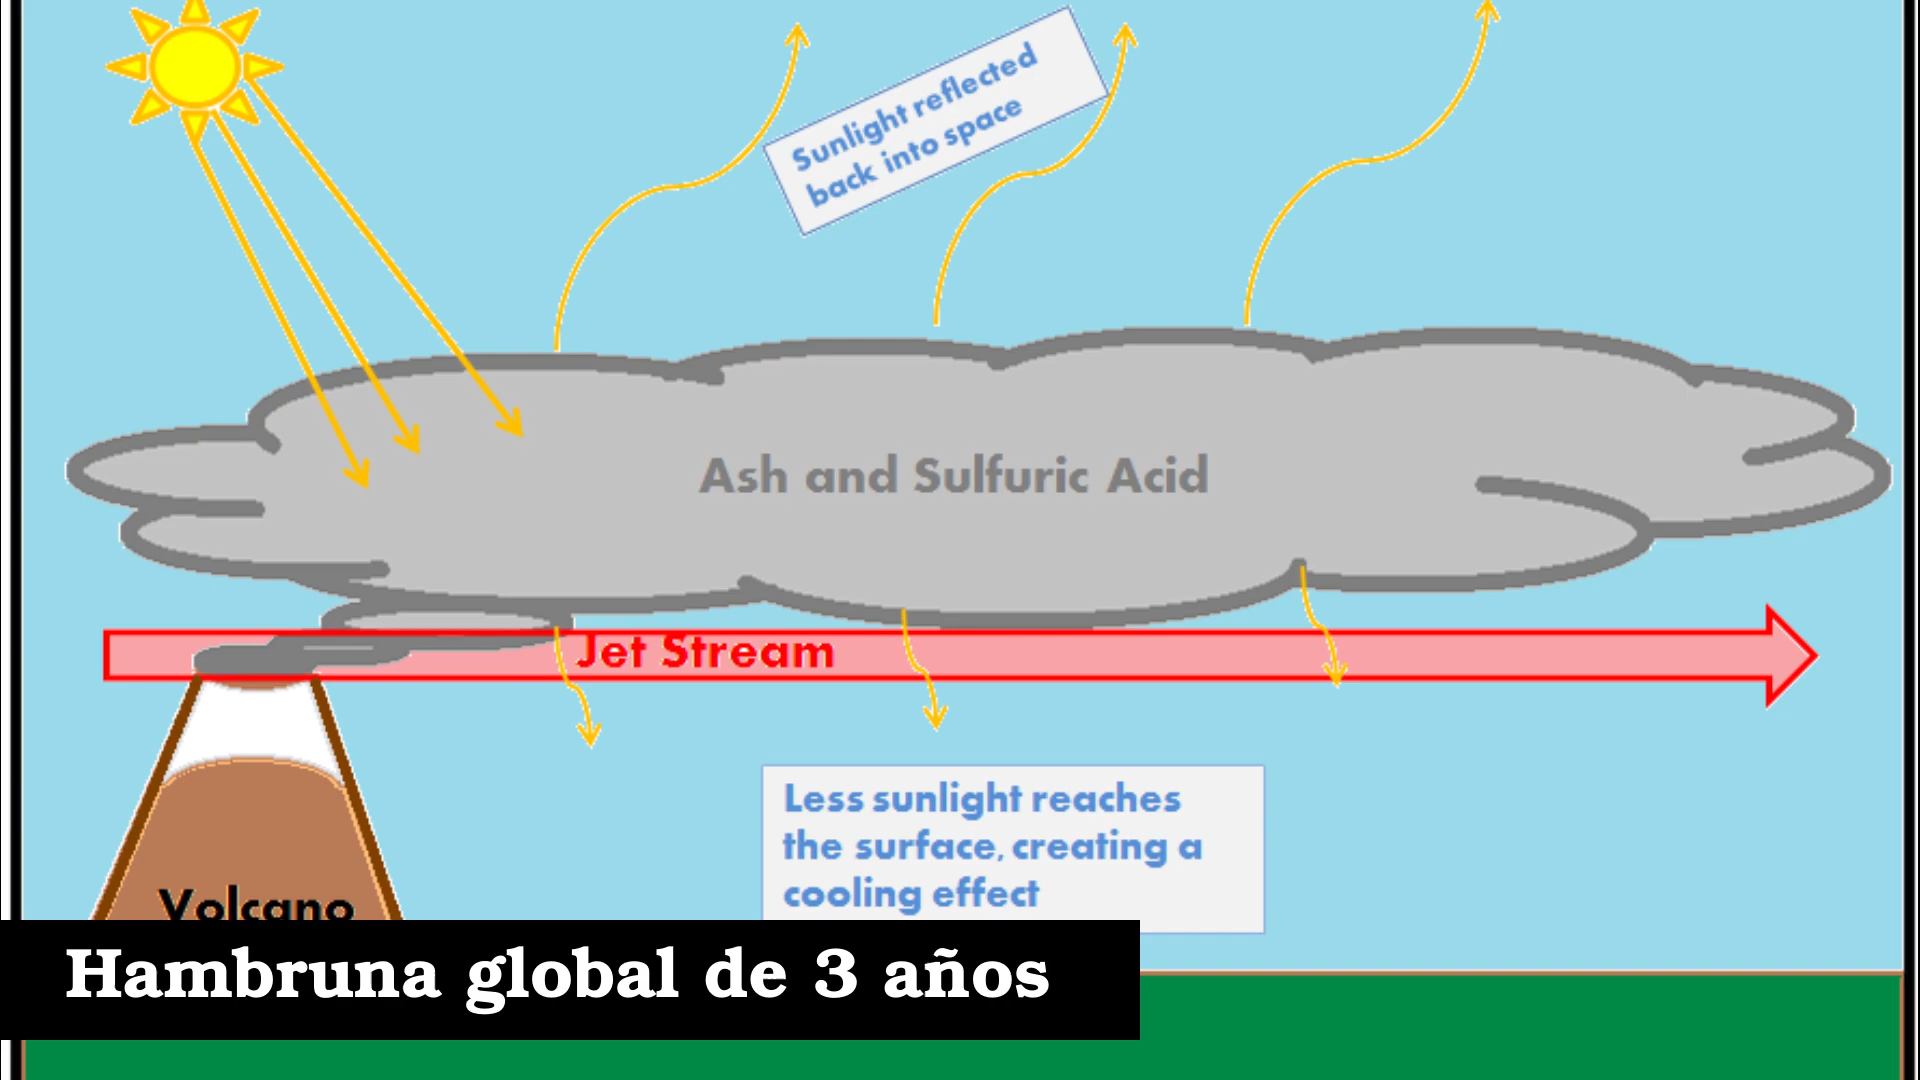 Sunlight reflected
back into space
Ash and Sulfuric Acid
Jet Stream
Less sunlight reaches
the surface, creating a
cooling effect
Volcano
Hambruna global de 3 años